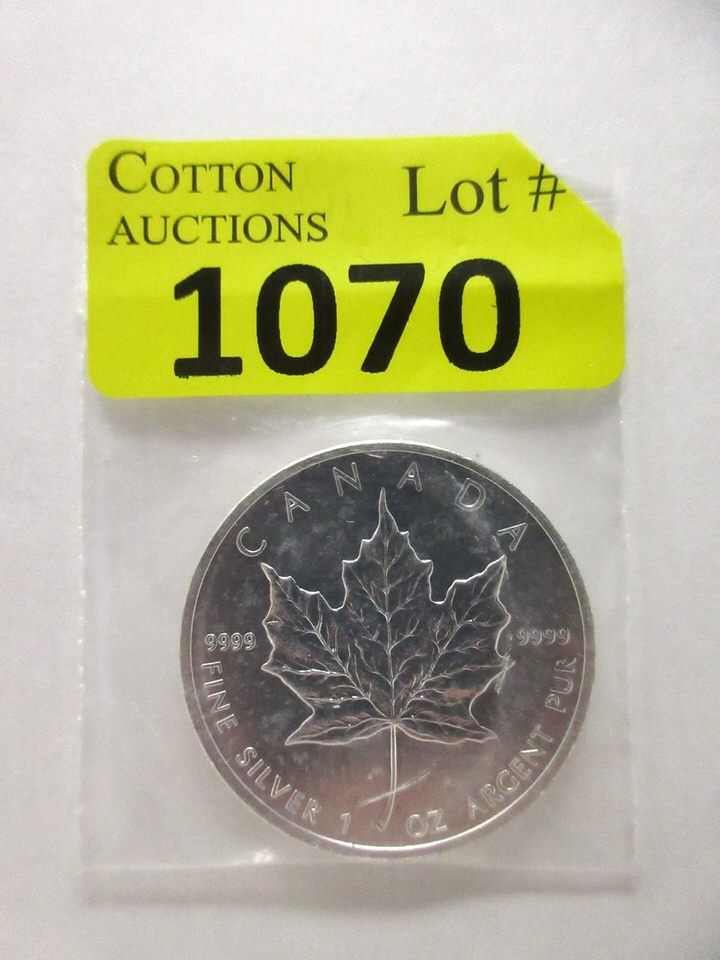 COTTON
AUCTIONS
Lot #
1070
CANADA
9999
9999
FINE SILVER 1 OZ ARGENT PUR